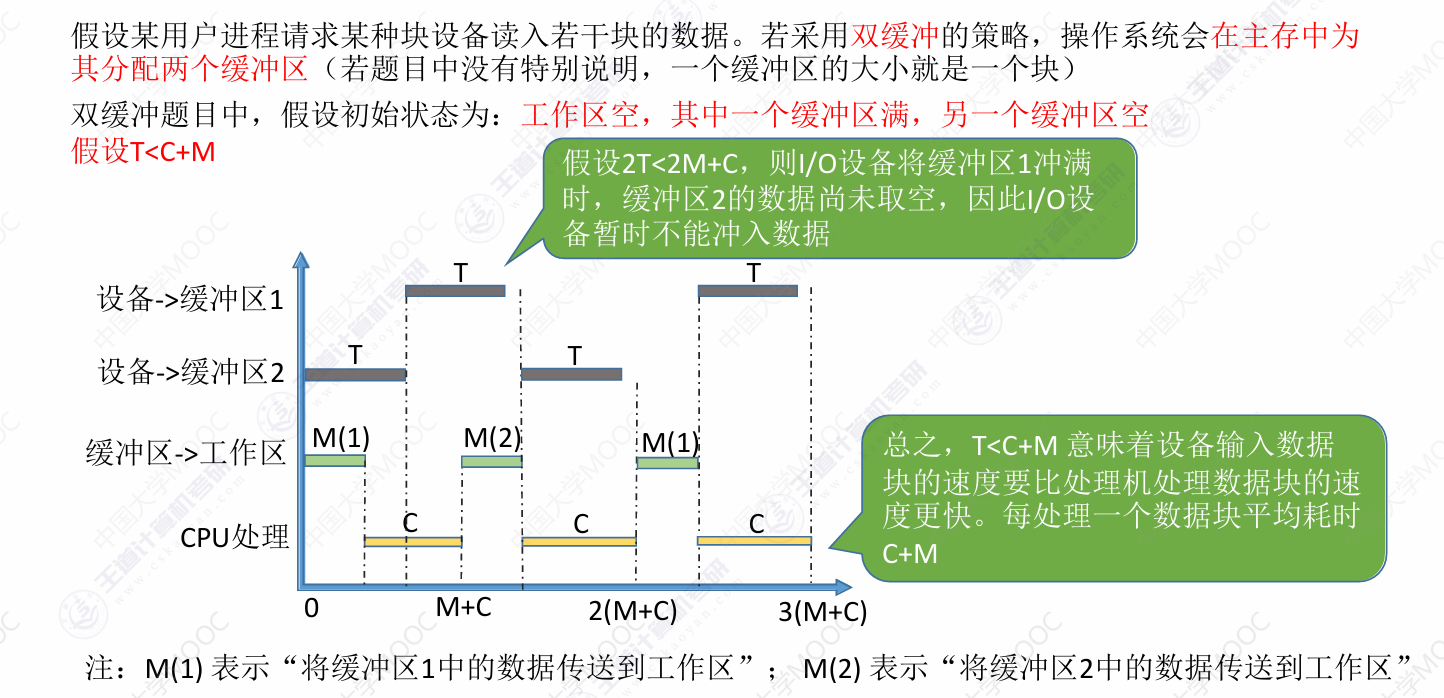 假设某用户进程请求某种块设备读入若干块的数据。若采用双缓冲的策略，操作系统会在主存中为
其分配两个缓冲区（若题目中没有特别说明，一个缓冲区的大小就是一个块）
双缓冲题目中，假设初始状态为：工作区空，其中一个缓冲区满，另一个缓冲区空
假设T<C+M
假设2T<2M+C，则I/O设备将缓冲区1冲满
时，缓冲区2的数据尚未取空，因此I/O设
备暂时不能冲入数据
T
T
设备->缓冲区1
T
T
设备->缓冲区2
M(1)
M(2)
M(1)
缓冲区->工作区
C
C
C
CPU处理
总之，T<C+M 意味着设备输入数据
块的速度要比处理机处理数据块的速
度更快。每处理一个数据块平均耗时
C+M
0
M+C
2(M+C)
3(M+C)
注：M(1) 表示“将缓冲区1中的数据传送到工作区”； M(2) 表示“将缓冲区2中的数据传送到工作区”